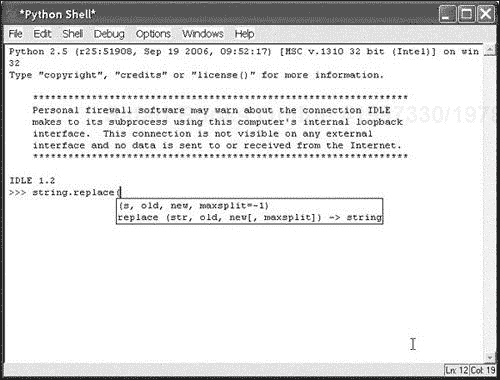 *Python Shell*
File Edit Shell Debug Options Windows Help
Python 2.5 (r25:51908, Sep 19 2006, 09:52:17) [MSC v.1310 32 bit (Intel)] on win
32
Type "copyright", "credits" or "license()" for more information.
****************************************************************
Personal firewall software may warn about the connection IDLE
makes to its subprocess using this computer's internal loopback
interface. This connection is not visible on any external
interface and no data is sent to or received from the Internet.
****************************************************************
IDLE 1.2
>>> string.replace(
(s, old, new, maxsplit=-1)
replace (str, old, new[, maxsplit]) -> string
Ln: 12 Col: 19